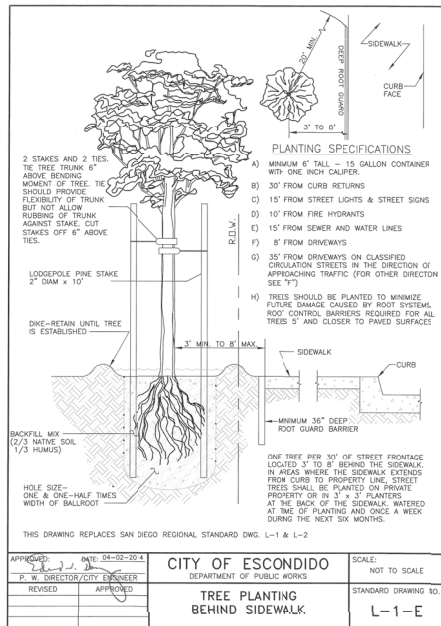 20' MIN.
DEEP ROOT GUARD
SIDEWALK
CURB
FACE
3' TO 0'
PLANTING SPECIFICATIONS
A) MINMUM 6' TALL – 15 GALLON CONTAINER
WITH ONE INCH CALIPER.
B) 30' FROM CURB RETURNS
C) 15' FROM STREET LIGHTS & STREET SIGNS
D) 10' FROM FIRE HYDRANTS
E) 15' FROM SEWER AND WATER LINES
F) 8' FROM DRIVEWAYS
G) 35' FROM DRIVEWAYS ON CLASSIFIED
CIRCULATION STREETS IN THE DIRECTION OF
APPROACHING TRAFFIC (FOR OTHER DIRECTON
SEE "F")
H) TREES SHOULD BE PLANTED TO MINIMIZE
FUTURE DAMAGE CAUSED BY ROOT SYSTEMS.
ROOT CONTROL BARRIERS REQUIRED FOR ALL
TREES 5' AND CLOSER TO PAVED SURFACES
2 STAKES AND 2 TIES.
TIE TREE TRUNK 6"
ABOVE BENDING
MOMENT OF TREE. TIE
SHOULD PROVIDE
FLEXIBILITY OF TRUNK
BUT NOT ALLOW
RUBBING OF TRUNK
AGAINST STAKE. CUT
STAKES OFF 6" ABOVE
TIES.
R.O.W.
LODGEPOLE PINE STAKE
2" DIAM x 10'
DIKE-RETAIN UNTIL TREE
IS ESTABLISHED
3' MIN. TO 8' MAX.
SIDEWALK
CURB
MNIMUM 36" DEEP
ROOT GUARD BARRIER
BACKFILL MIX
(2/3 NATIVE SOIL
1/3 HUMUS)
HOLE SIZE–
ONE & ONE-HALF TIMES
WIDTH OF BALLROOT
ONE TREE PER 30' OF STREET FRONTAGE
LOCATED 3' TO 8' BEHIND THE SIDEWALK.
IN AREAS WHERE THE SIDEWALK EXTENDS
FROM CURB TO PROPERTY LINE, STREET
TREES SHALL BE PLANTED ON PRIVATE
PROPERTY OR IN 3' x 3' PLANTERS
AT THE BACK OF THE SIDEWALK. WATERED
AT TIME OF PLANTING AND ONCE A WEEK
DURING THE NEXT SIX MONTHS.
THIS DRAWING REPLACES SAN DIEGO REGIONAL STANDARD DWG. L-1 & L-2
APPROVED: DATE: 04-02-20 4
P. W. DIRECTOR/CITY ENGINEER
REVISED APPROVED
CITY OF ESCONDIDO
DEPARTMENT OF PUBLIC WORKS
TREE PLANTING
BEHIND SIDEWALK
SCALE:
NOT TO SCALE
STANDARD DRAWING NO.
L-1-E